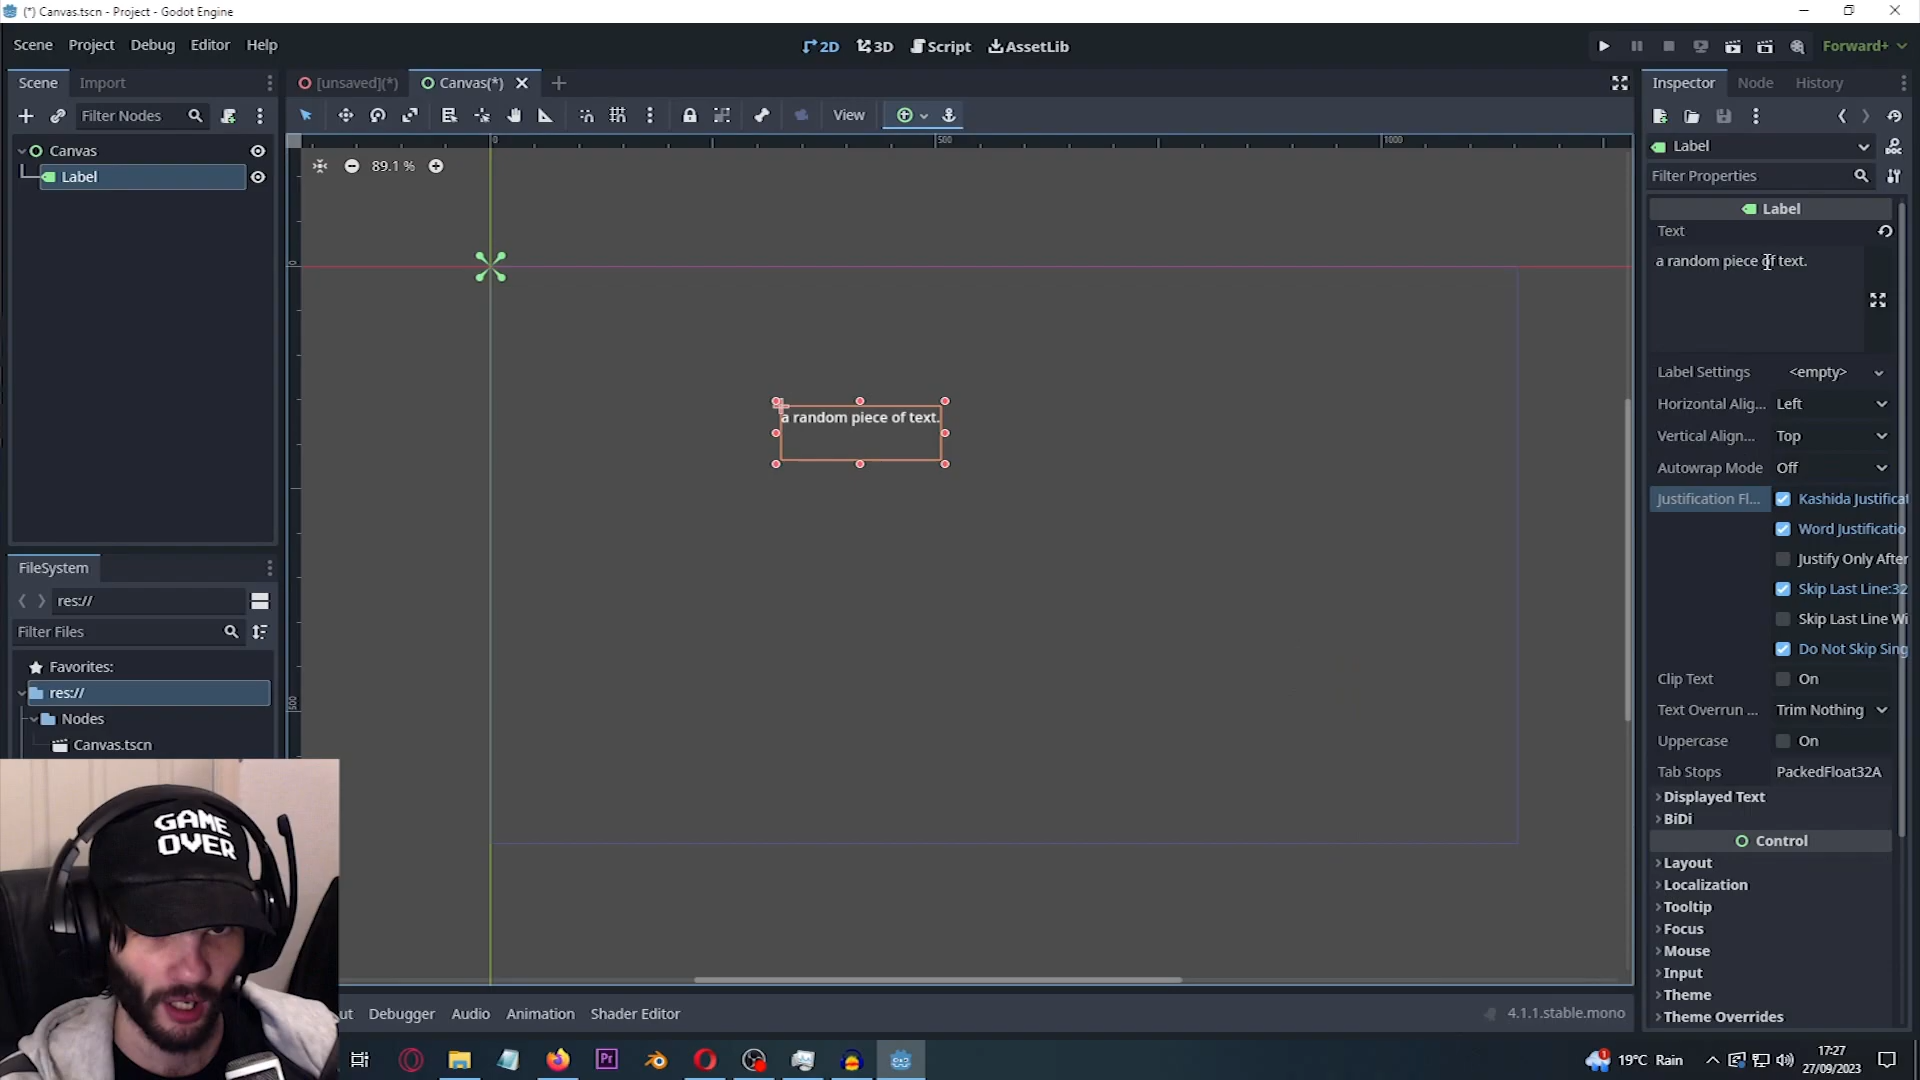 (*) Canvas.tscn - Project - Godot Engine
Scene Project Debug Editor Help
2D 3D Script AssetLib
Forward+
Scene Import
[unsaved](*) Canvas(*)
Inspector Node History
Filter Nodes
View
Canvas
Label
89.1 %
0 500 1000
0
500
Label
Filter Properties
Label
Text
a random piece of text.
a random piece of text.
Label Settings <empty>
Horizontal Alig... Left
Vertical Align... Top
Autowrap Mode Off
Justification Fl... Kashida Justificat
Word Justificatio
Justify Only After
Skip Last Line:32
Skip Last Line Wi
Do Not Skip Sing
Clip Text On
Text Overrun ... Trim Nothing
Uppercase On
Tab Stops PackedFloat32A
Displayed Text
BiDi
Control
Layout
Localization
Tooltip
Focus
Mouse
Input
Theme
Theme Overrides
FileSystem
res://
Filter Files
Favorites:
res://
Nodes
Canvas.tscn
GAME
OVER
ut Debugger Audio Animation Shader Editor
4.1.1.stable.mono
Pr
1
19°C Rain
17:27
27/09/2023